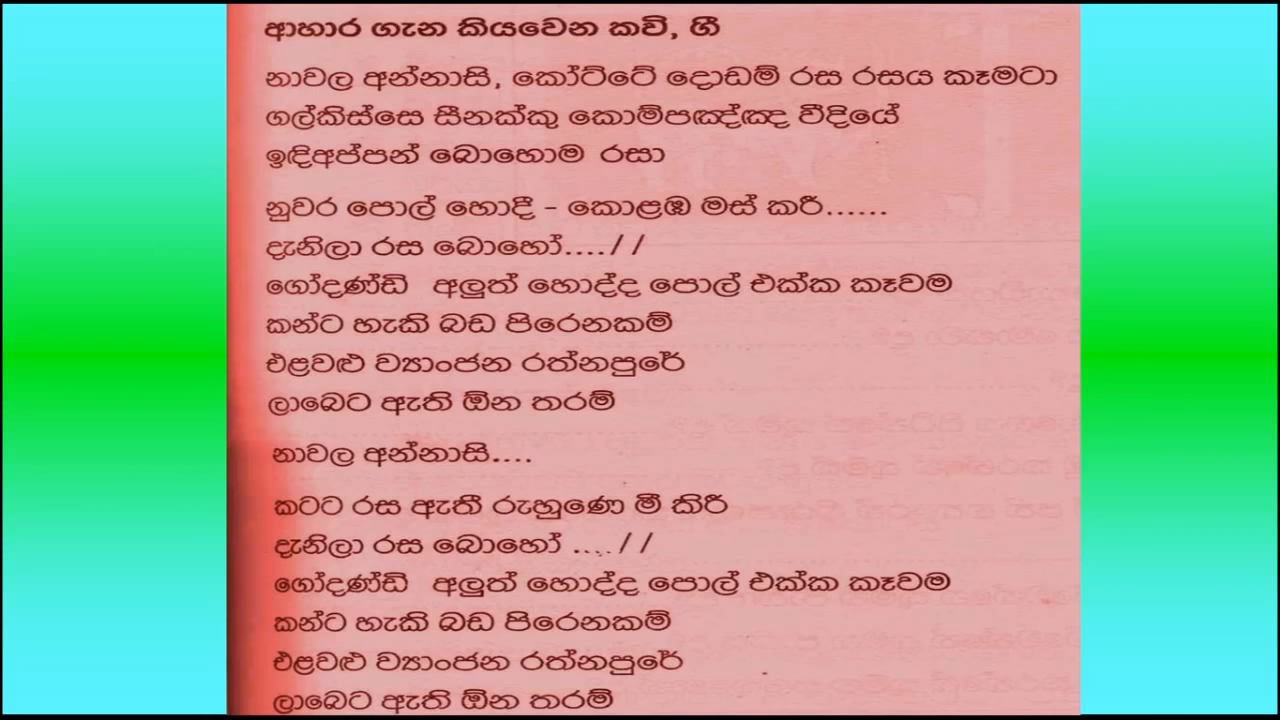 ආහාර ගැන කියවෙන කවි, ගී
නාවල අන්නාසි, කෝට්ටේ දොඩම් රස රසය කෑමටා
ගල්කිස්සෙ සීනක්කු කොම්පඤ්ඤ වීදියේ
ඉඳිඅප්පන් බොහොම රසා
නුවර පොල් හොදී - කොළඹ මස් කරී......
දැනිලා රස බොහෝ....//
ගෝදණ්ඩි අලුත් හොද්ද පොල් එක්ක කෑවම
කන්ට හැකි බඩ පිරෙනකම්
එළවළු ව්‍යාංජන රත්නපුරේ
ලාබෙට ඇති ඕන තරම්
නාවල අන්නාසි....
කටට රස ඇතී රුහුණෙ මී කිරී
දැනිලා රස බොහෝ ....//
ගෝදණ්ඩි අලුත් හොද්ද පොල් එක්ක කෑවම
කන්ට හැකි බඩ පිරෙනකම්
එළවළු ව්‍යාංජන රත්නපුරේ
ලාබෙට ඇති ඕන තරම්